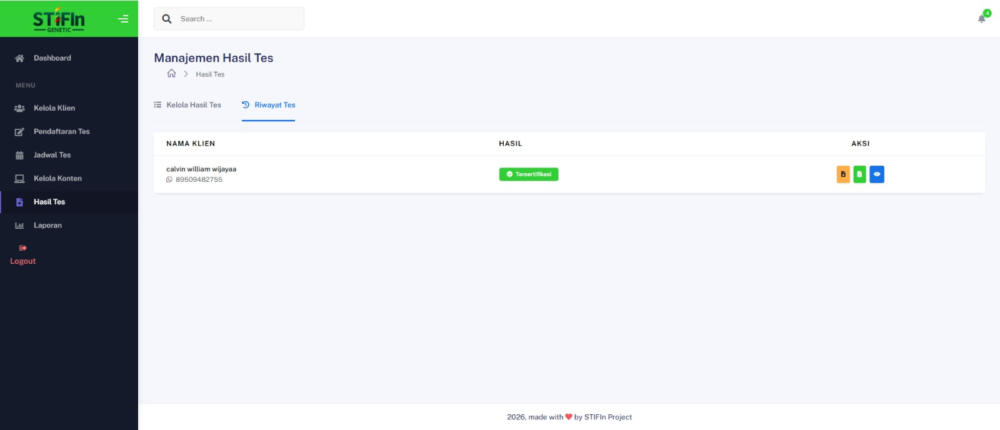 STiFIn
GENETIC
Search ...
4
Dashboard
MENU
Kelola Klien
Pendaftaran Tes
Jadwal Tes
Kelola Konten
Hasil Tes
Laporan
Logout
Manajemen Hasil Tes
Hasil Tes
Kelola Hasil Tes
Riwayat Tes
NAMA KLIEN HASIL AKSI
calvin william wijayaa
89509482755
Tersertifikasi
2026, made with ❤ by STIFIn Project